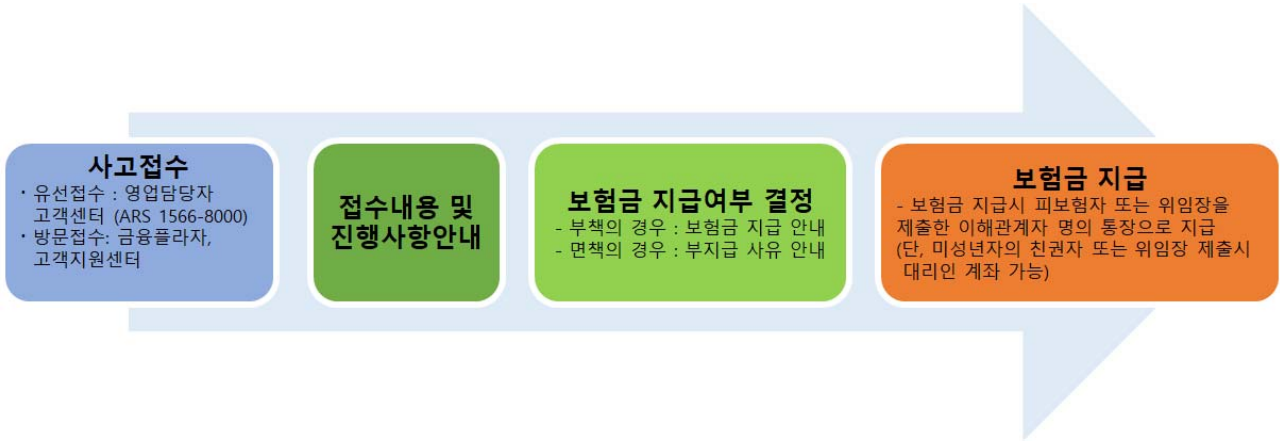 사고접수
· 유선접수 : 영업담당자
고객센터 (ARS 1566-8000)
· 방문접수: 금융플라자,
고객지원센터
접수내용 및
진행사항안내
보험금 지급여부 결정
- 부책의 경우 : 보험금 지급 안내
- 면책의 경우 : 부지급 사유 안내
보험금 지급
- 보험금 지급시 피보험자 또는 위임장을
제출한 이해관계자 명의 통장으로 지급
(단, 미성년자의 친권자 또는 위임장 제출시
대리인 계좌 가능)